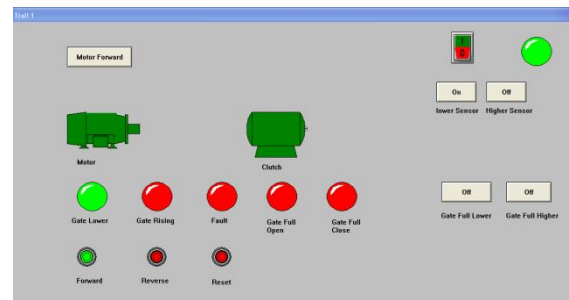 Trail 1
Motor Forward
I
0
On
Off
lower Sensor
Higher Sensor
Motor
Clutch
Off
Off
Gate Full Lower
Gate Full Higher
Gate Lower
Gate Rising
Fault
Gate Full
Open
Gate Full
Close
Forward
Reverse
Reset